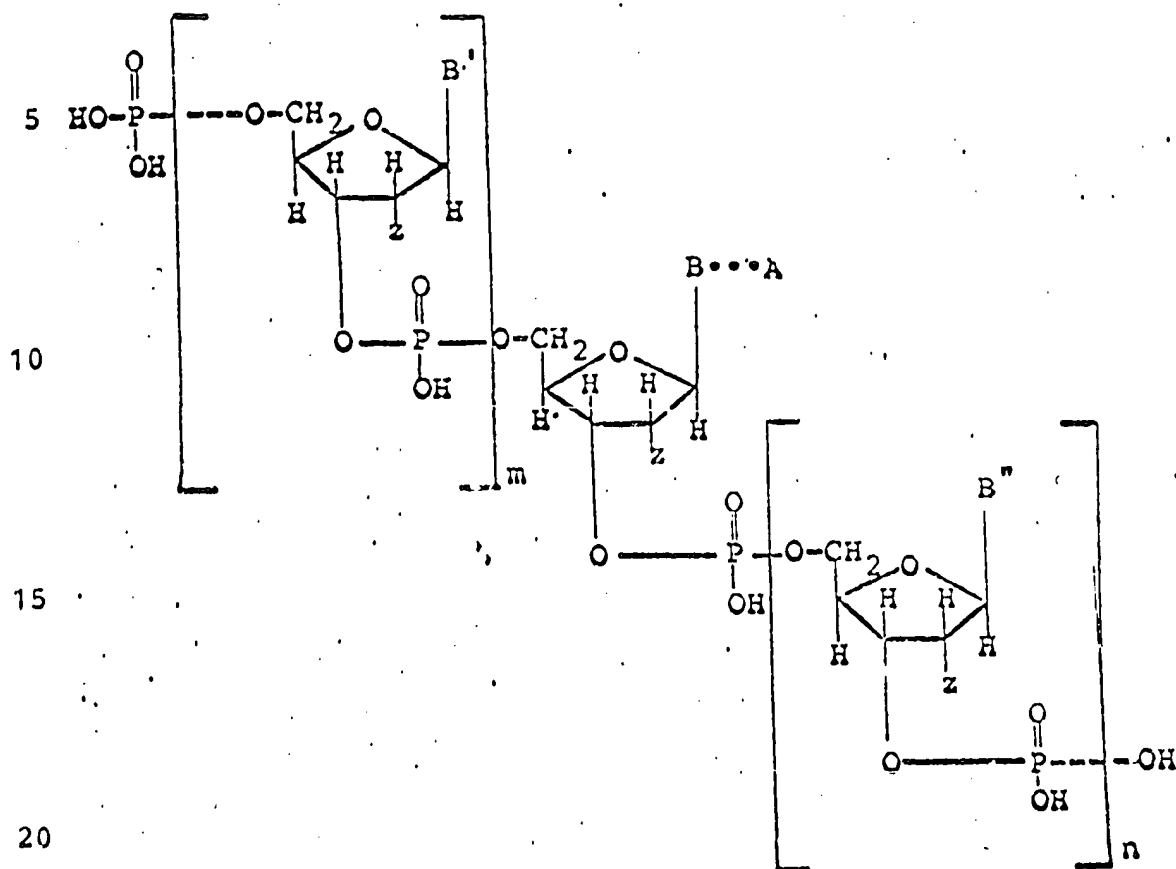 O B'
5 HO-P----O-CH2 O
OH H H
H z H
O B•••A
10 O P O-CH2 O
OH H H
H H
z
m
O B"
O P O-CH2 O
15 OH H H
H z H
O
O P---OH
OH
20 n